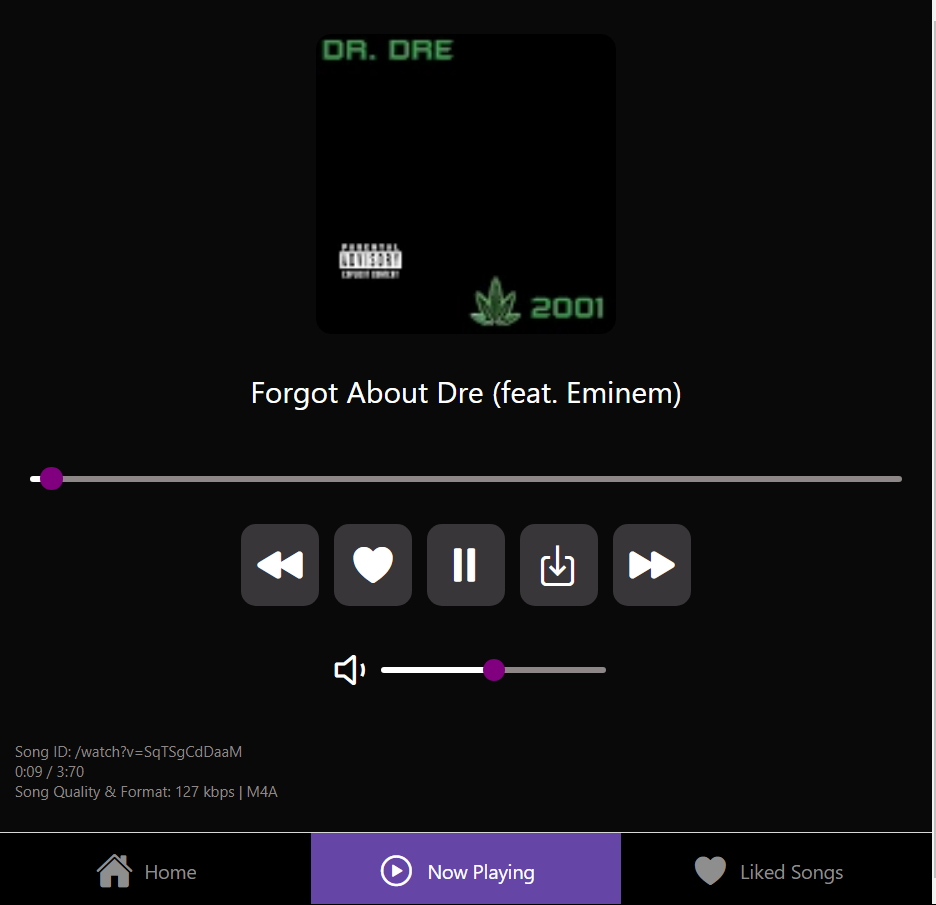 DR. DRE
PARENTAL
ADVISORY
EXPLICIT CONTENT
2001
Forgot About Dre (feat. Eminem)
Song ID: /watch?v=SqTSgCdDaaM
0:09 / 3:70
Song Quality & Format: 127 kbps | M4A
Home
Now Playing
Liked Songs